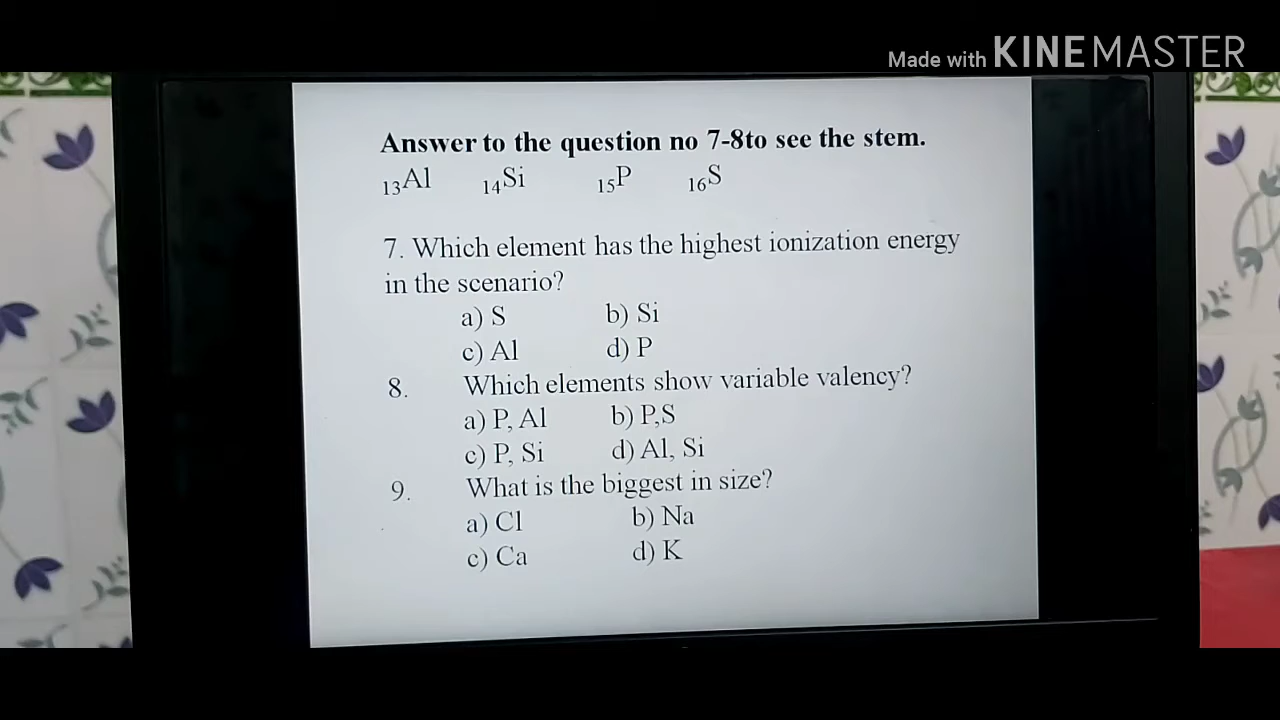 Made with KINEMASTER
Answer to the question no 7-8to see the stem.
13Al 14Si 15P 16S
7. Which element has the highest ionization energy
in the scenario?
a) S b) Si
c) Al d) P
8. Which elements show variable valency?
a) P, Al b) P,S
c) P, Si d) Al, Si
9. What is the biggest in size?
a) Cl b) Na
c) Ca d) K